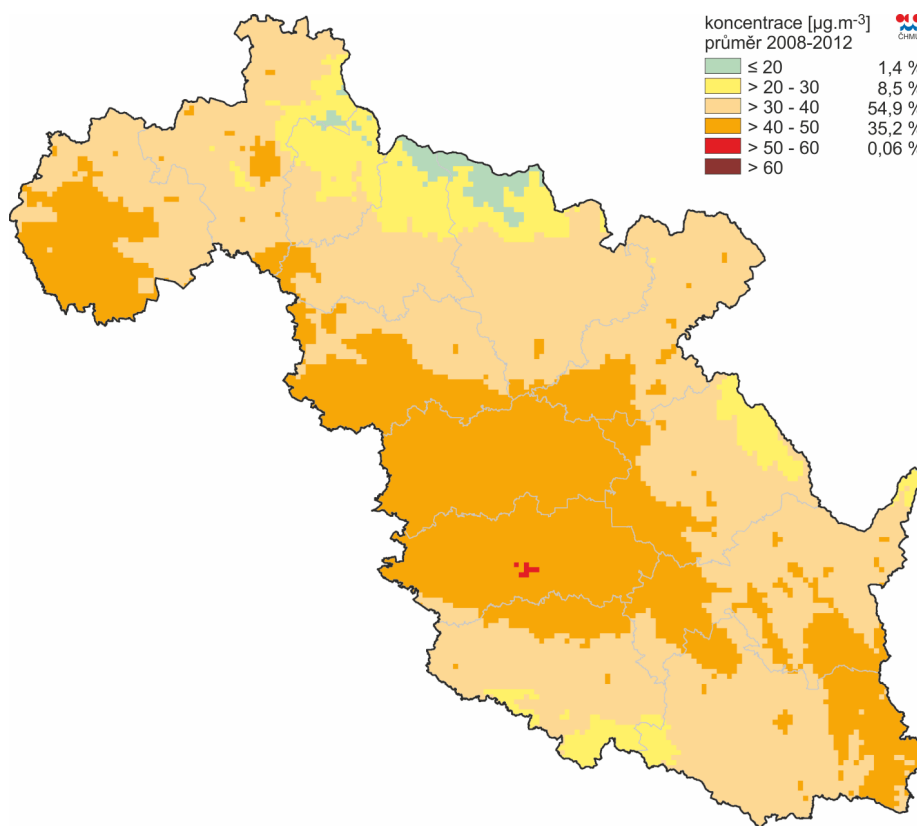 koncentrace [µg.m-3]
průměr 2008-2012
ČHMÚ
≤ 20 1,4 %
> 20 - 30 8,5 %
> 30 - 40 54,9 %
> 40 - 50 35,2 %
> 50 - 60 0,06 %
> 60